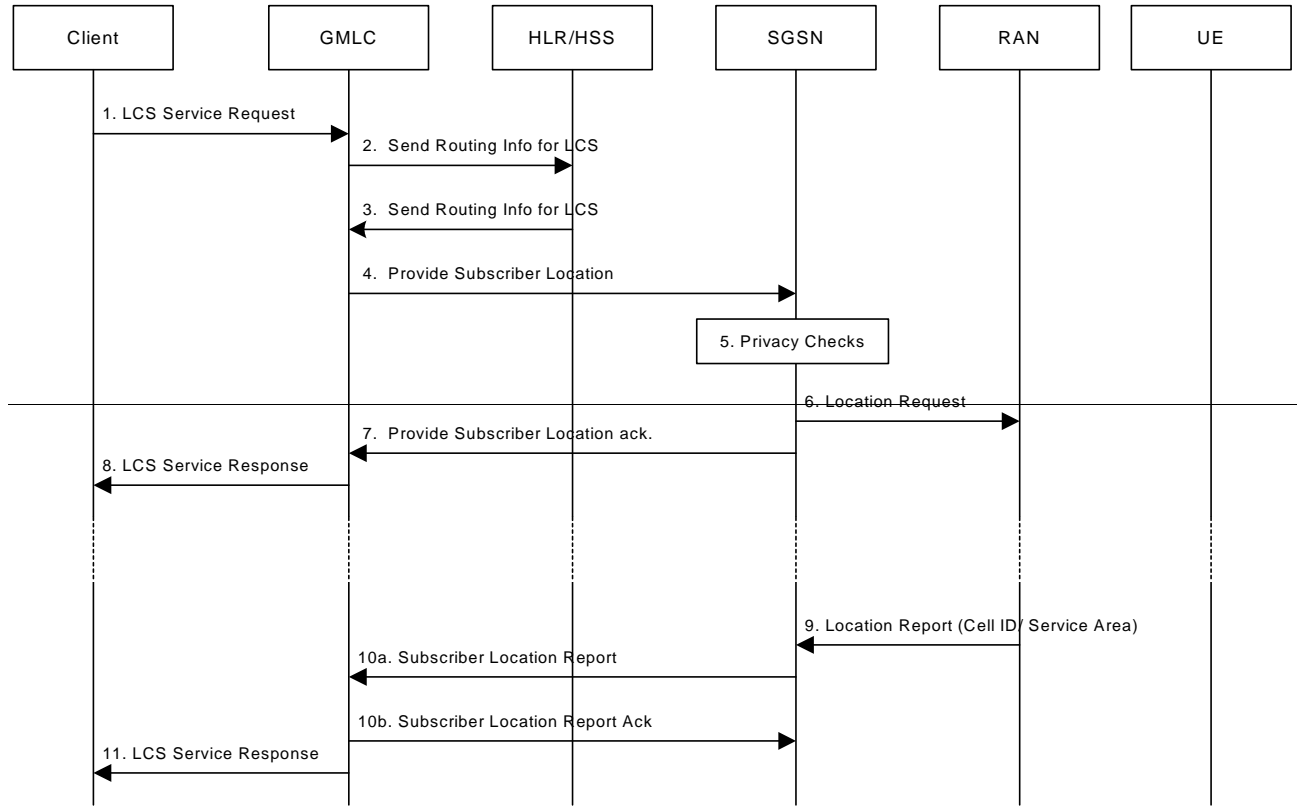 Client
GMLC
HLR/HSS
SGSN
RAN
UE
1. LCS Service Request
2. Send Routing Info for LCS
3. Send Routing Info for LCS
4. Provide Subscriber Location
5. Privacy Checks
6. Location Request
7. Provide Subscriber Location ack.
8. LCS Service Response
9. Location Report (Cell ID/ Service Area)
10a. Subscriber Location Report
10b. Subscriber Location Report Ack
11. LCS Service Response